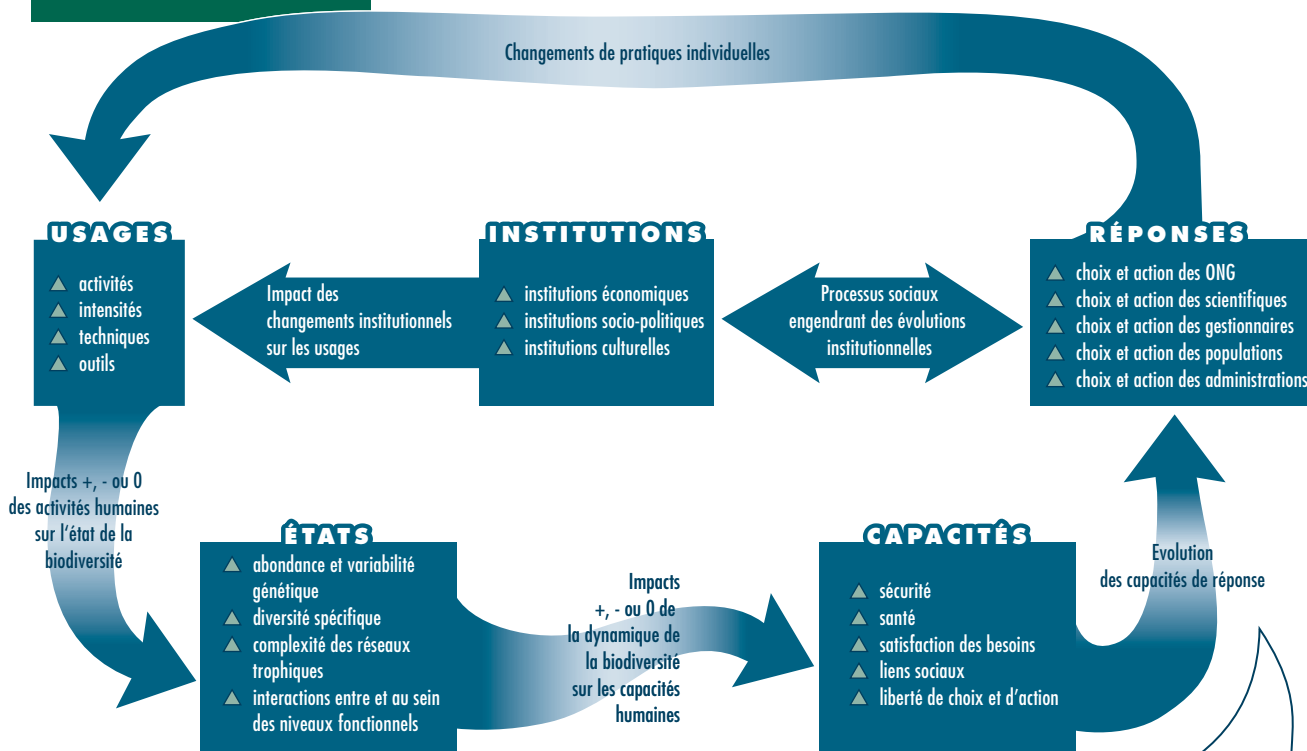 Changements de pratiques individuelles
USAGES
activités
intensités
techniques
outils
Impact des
changements institutionnels
sur les usages
INSTITUTIONS
institutions économiques
institutions socio-politiques
institutions culturelles
Processus sociaux
engendrant des évolutions
institutionnelles
RÉPONSES
choix et action des ONG
choix et action des scientifiques
choix et action des gestionnaires
choix et action des populations
choix et action des administrations
Impacts +, - ou 0
des activités humaines
sur l'état de la
biodiversité
ÉTATS
abondance et variabilité
génétique
diversité spécifique
complexité des réseaux
trophiques
interactions entre et au sein
des niveaux fonctionnels
Impacts
+, - ou 0 de
la dynamique de
la biodiversité
sur les capacités
humaines
CAPACITÉS
sécurité
santé
satisfaction des besoins
liens sociaux
liberté de choix et d'action
Evolution
des capacités de réponse